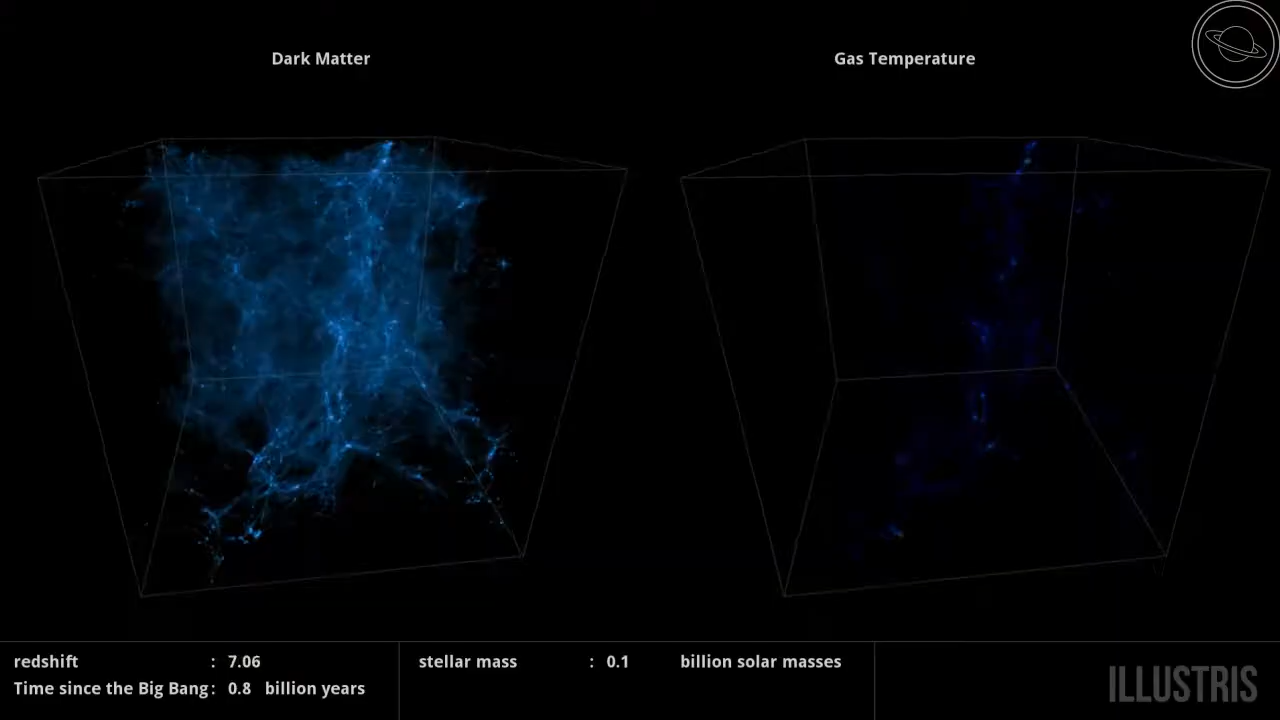 Dark Matter
Gas Temperature
redshift : 7.06
Time since the Big Bang : 0.8 billion years
stellar mass : 0.1 billion solar masses
ILLUSTRIS